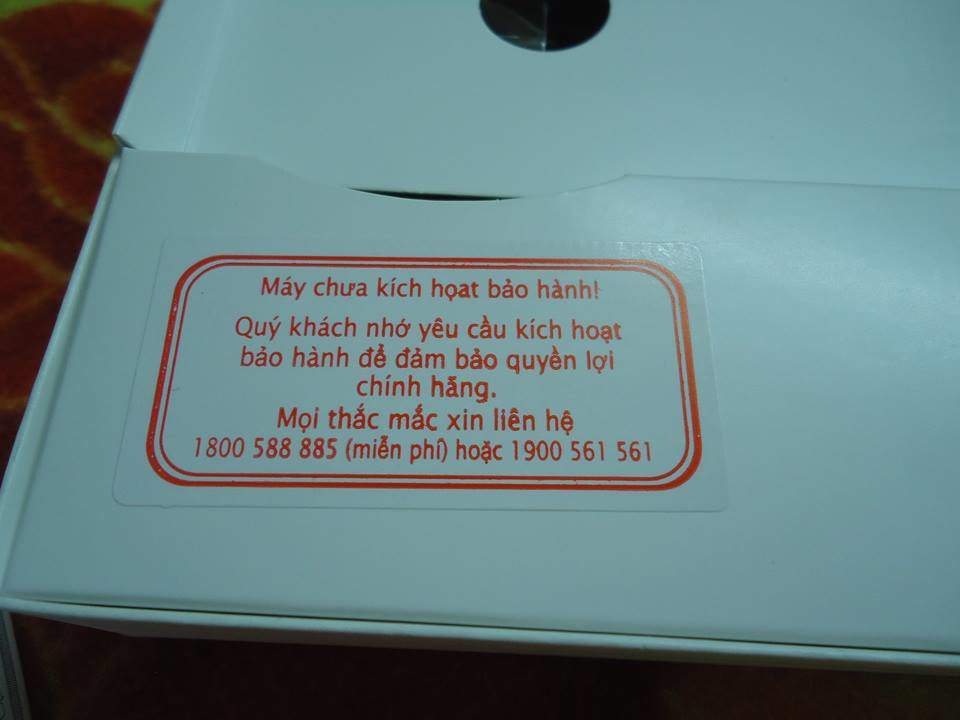 Máy chưa kích họat bảo hành!
Quý khách nhớ yêu cầu kích hoạt
bảo hành để đảm bảo quyền lợi
chính hãng.
Mọi thắc mắc xin liên hệ
1800 588 885 (miễn phí) hoặc 1900 561 561